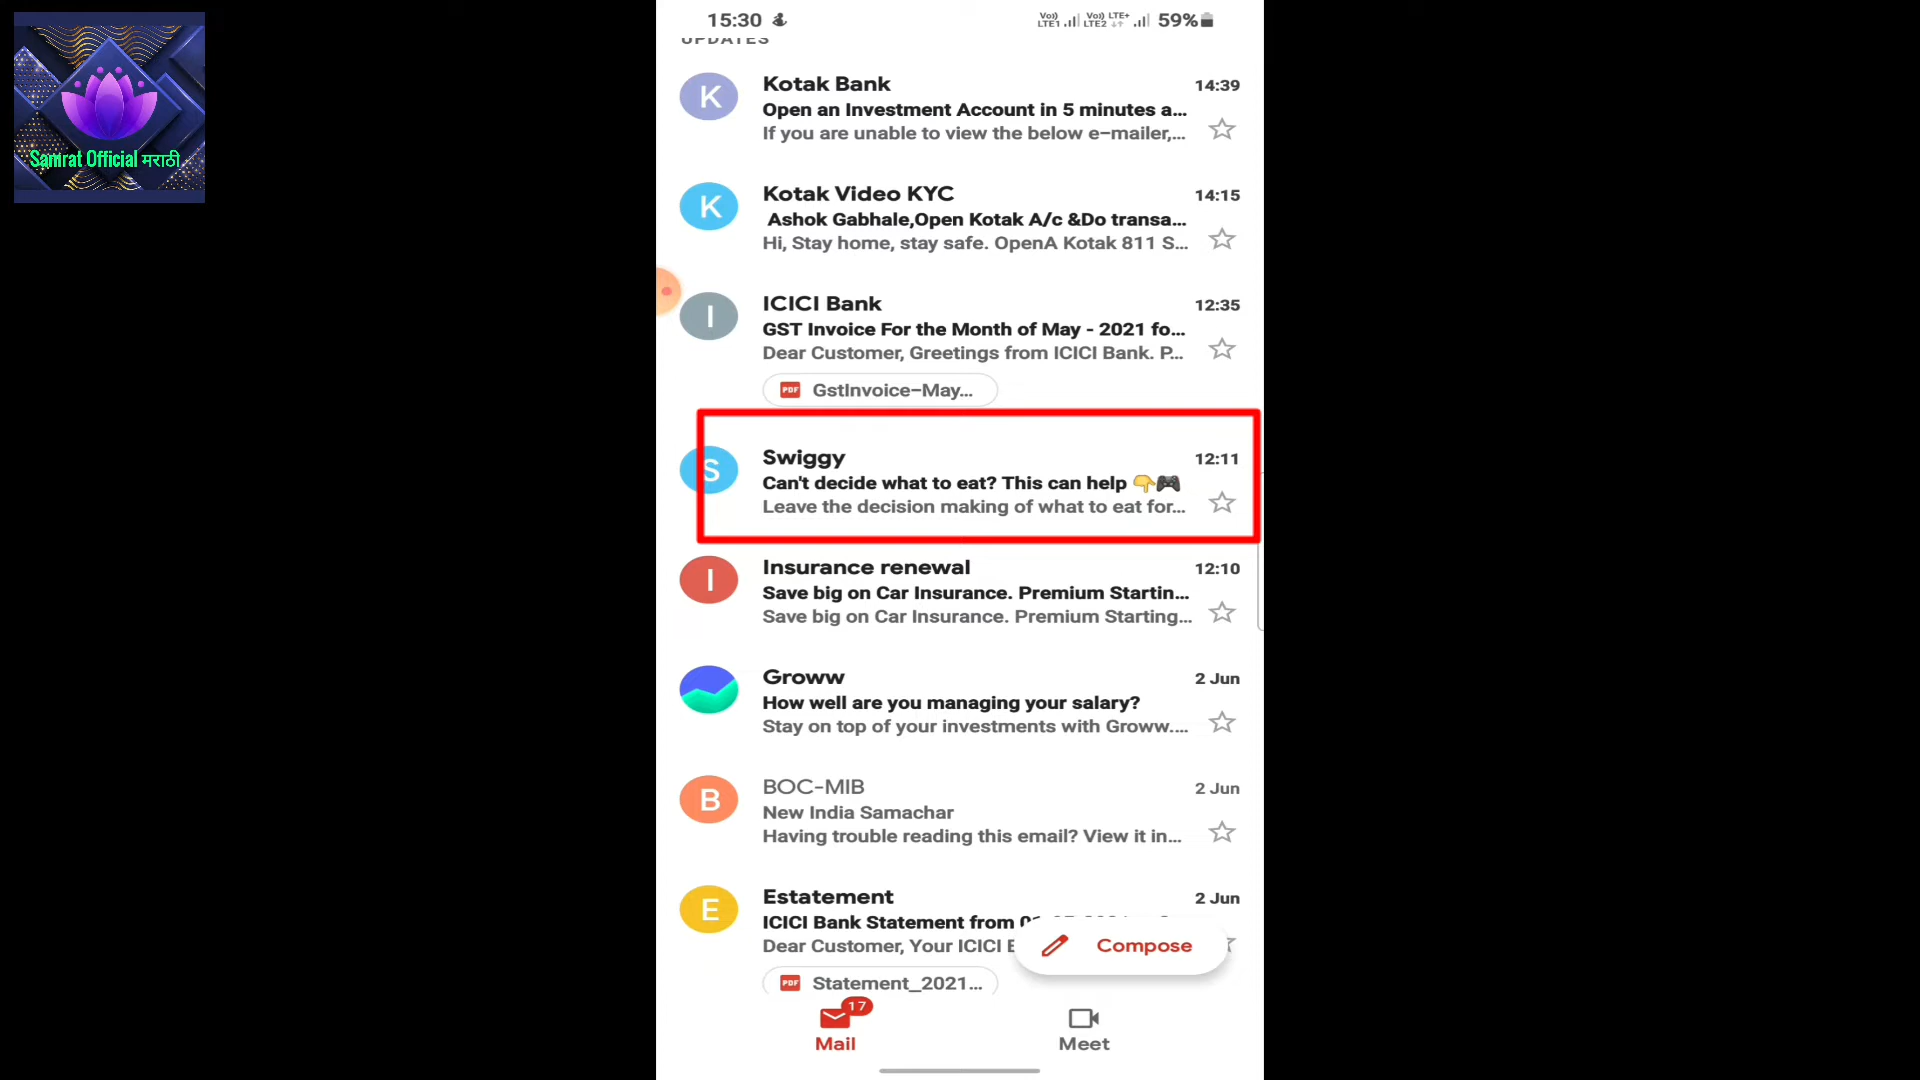 Samrat Official मराठी
15:30
Vo)) LTE1 Vo)) LTE2 LTE+ 59%
UPDATES
K
Kotak Bank
14:39
Open an Investment Account in 5 minutes a...
If you are unable to view the below e-mailer,...
K
Kotak Video KYC
14:15
Ashok Gabhale,Open Kotak A/c &Do transa...
Hi, Stay home, stay safe. OpenA Kotak 811 S...
I
ICICI Bank
12:35
GST Invoice For the Month of May - 2021 fo...
Dear Customer, Greetings from ICICI Bank. P...
PDF GstInvoice-May...
S
Swiggy
12:11
Can't decide what to eat? This can help 👇🎮
Leave the decision making of what to eat for...
I
Insurance renewal
12:10
Save big on Car Insurance. Premium Startin...
Save big on Car Insurance. Premium Starting...
Groww
2 Jun
How well are you managing your salary?
Stay on top of your investments with Groww....
B
BOC-MIB
2 Jun
New India Samachar
Having trouble reading this email? View it in...
E
Estatement
2 Jun
ICICI Bank Statement from
Dear Customer, Your ICICI
Compose
PDF Statement_2021...
17
Mail
Meet